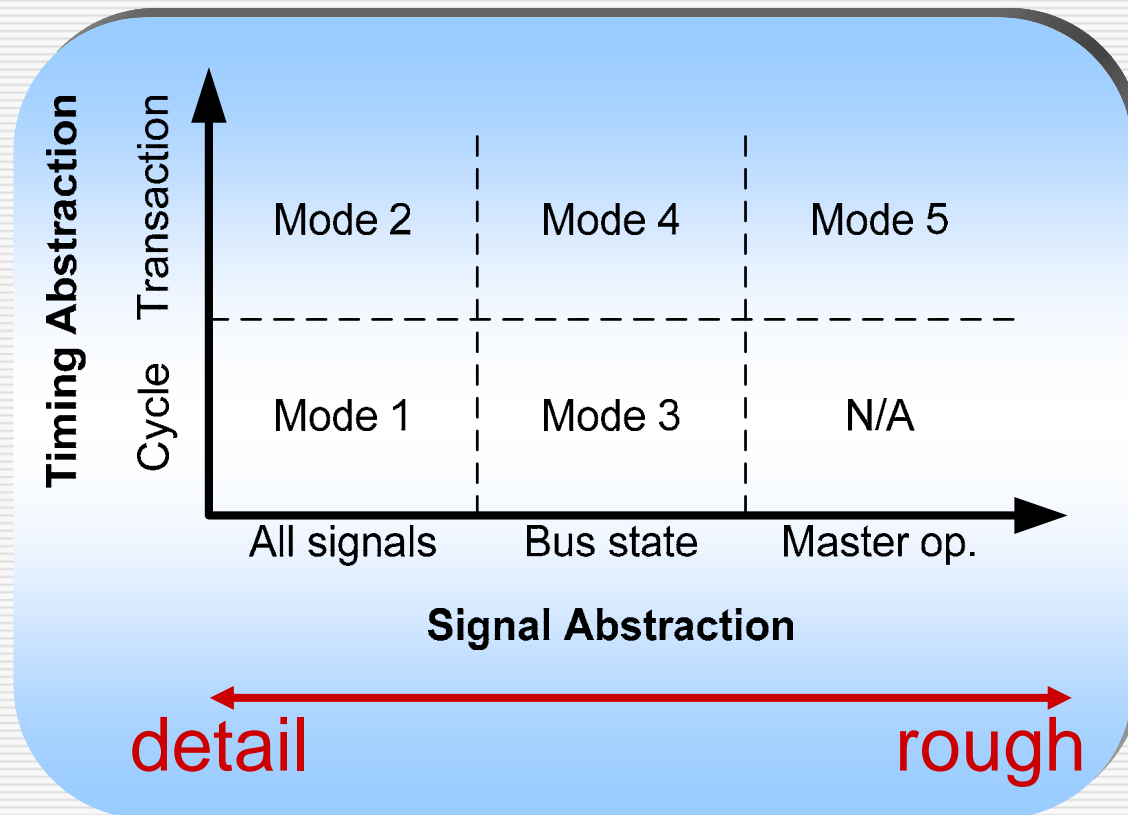 Timing Abstraction
Transaction
Cycle
Mode 2 Mode 4 Mode 5
Mode 1 Mode 3 N/A
All signals Bus state Master op.
Signal Abstraction
detail rough